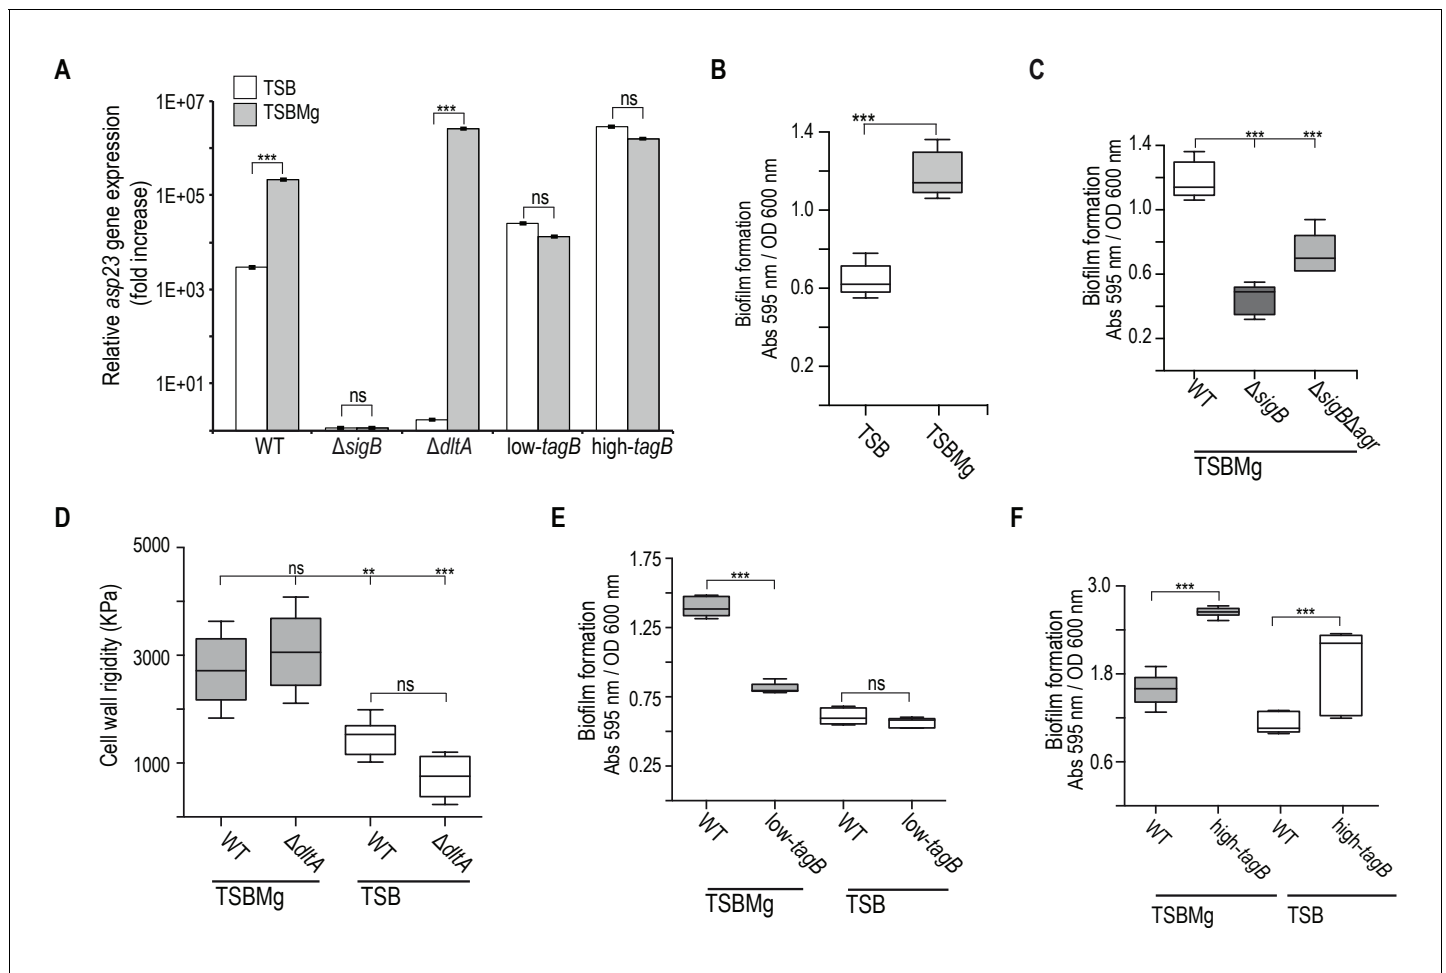 A
TSB
TSBMg
Relative asp23 gene expression
(fold increase)
1E+07
1E+05
1E+03
1E+01
***
ns
***
ns
ns
WT
ΔsigB
ΔdltA
low-tagB
high-tagB
B
Biofilm formation
Abs 595 nm / OD 600 nm
1.4
1.0
0.6
0.2
***
TSB
TSBMg
C
Biofilm formation
Abs 595 nm / OD 600 nm
1.4
1.0
0.6
0.2
***
***
WT
ΔsigB
ΔsigBΔagr
TSBMg
D
Cell wall rigidity (KPa)
5000
3000
1000
ns
**
***
ns
WT
ΔdltA
WT
ΔdltA
TSBMg
TSB
E
Biofilm formation
Abs 595 nm / OD 600 nm
1.75
1.25
0.75
0.25
***
ns
WT
low-tagB
WT
low-tagB
TSBMg
TSB
F
Biofilm formation
Abs 595 nm / OD 600 nm
3.0
1.8
0.6
***
***
WT
high-tagB
WT
high-tagB
TSBMg
TSB